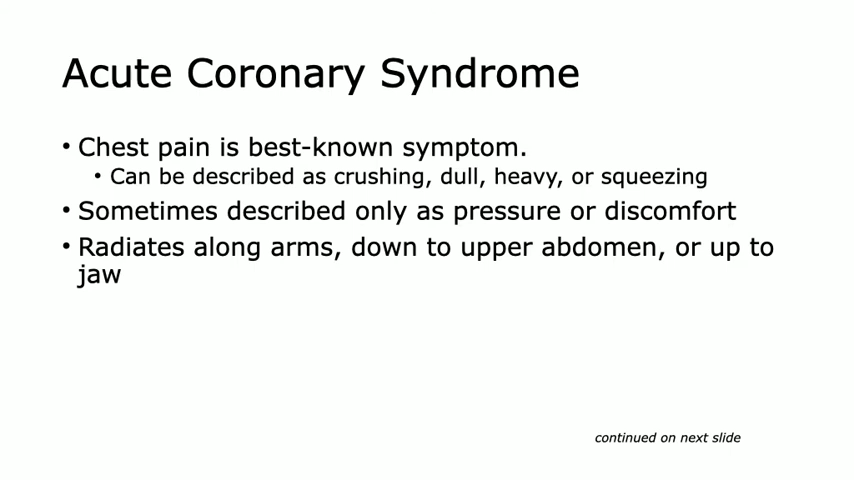 Acute Coronary Syndrome
• Chest pain is best-known symptom.
• Can be described as crushing, dull, heavy, or squeezing
• Sometimes described only as pressure or discomfort
• Radiates along arms, down to upper abdomen, or up to
jaw
continued on next slide